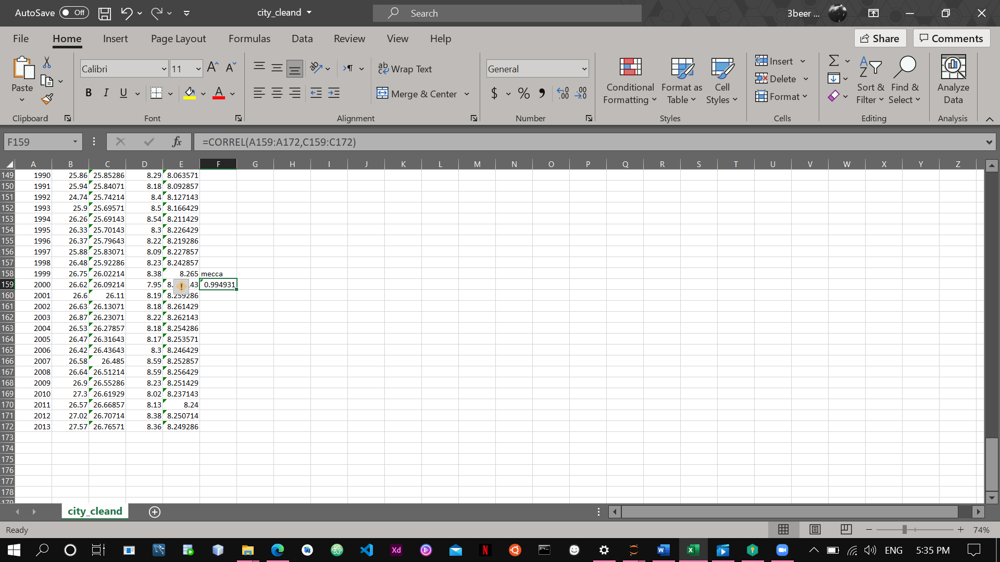 AutoSave Off city_cleand Search 3beer ...
File Home Insert Page Layout Formulas Data Review View Help Share Comments
Paste Calibri 11 Wrap Text General Conditional Formatting Format as Table Cell Styles Insert Delete Format Sort & Filter Find & Select Analyze Data
B I U A Merge & Center $ %
Clipboard Font Alignment Number Styles Cells Editing Analysis
F159 fx =CORREL(A159:A172,C159:C172)
A B C D E F G H I J K L M N O P Q R S T U V W X Y Z
149 1990 25.86 25.85286 8.29 8.063571
150 1991 25.94 25.84071 8.18 8.092857
151 1992 24.74 25.74214 8.4 8.127143
152 1993 25.9 25.69571 8.5 8.166429
153 1994 26.26 25.69143 8.54 8.211429
154 1995 26.33 25.70143 8.3 8.226429
155 1996 26.37 25.79643 8.22 8.219286
156 1997 25.88 25.83071 8.09 8.227857
157 1998 26.48 25.92286 8.23 8.242857
158 1999 26.75 26.02214 8.38 8.265 mecca
159 2000 26.62 26.09214 7.95 0.994931
160 2001 26.6 26.11 8.19 8.259286
161 2002 26.63 26.13071 8.18 8.261429
162 2003 26.87 26.23071 8.22 8.262143
163 2004 26.53 26.27857 8.18 8.254286
164 2005 26.47 26.31643 8.17 8.253571
165 2006 26.42 26.43643 8.3 8.246429
166 2007 26.58 26.485 8.59 8.252857
167 2008 26.64 26.51214 8.59 8.256429
168 2009 26.9 26.55286 8.23 8.251429
169 2010 27.3 26.61929 8.02 8.237143
170 2011 26.57 26.66857 8.13 8.24
171 2012 27.02 26.70714 8.38 8.250714
172 2013 27.57 26.76571 8.36 8.249286
173
174
175
176
177
178
179
city_cleand
Ready 74%
Xd N ENG 5:35 PM